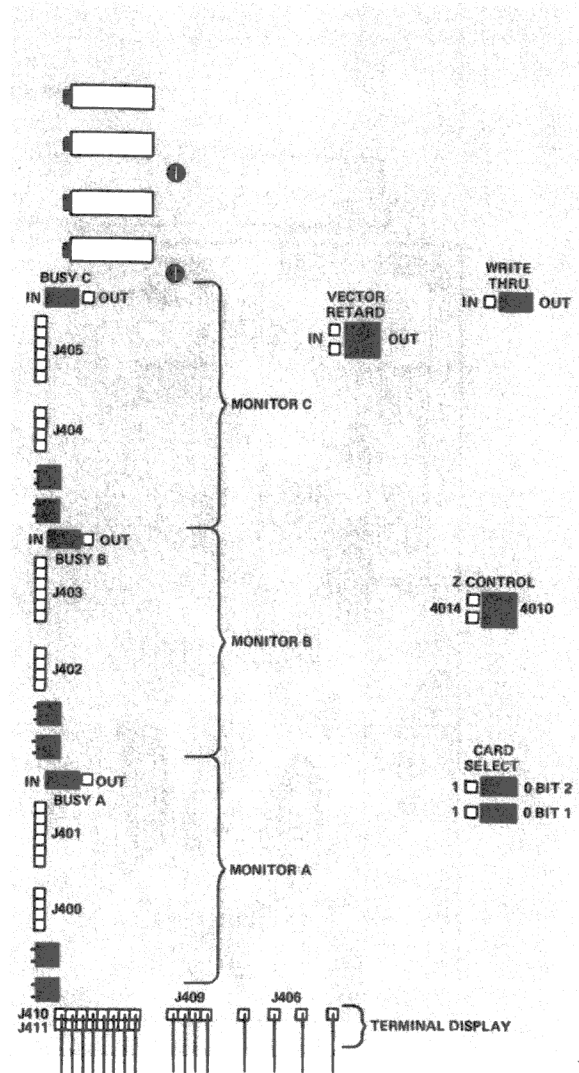 BUSY C
IN OUT
WRITE
THRU
IN OUT
VECTOR
RETARD
IN OUT
J405
MONITOR C
J404
IN OUT
BUSY B
J403
Z CONTROL
4014 4010
MONITOR B
J402
CARD
SELECT
1 0 BIT 2
1 0 BIT 1
IN OUT
BUSY A
J401
MONITOR A
J400
J409 J406
J410
J411
TERMINAL DISPLAY